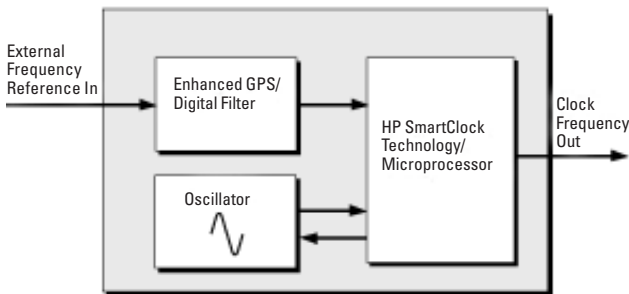 External
Frequency
Reference In
Enhanced GPS/
Digital Filter
Oscillator
HP SmartClock
Technology/
Microprocessor
Clock
Frequency
Out